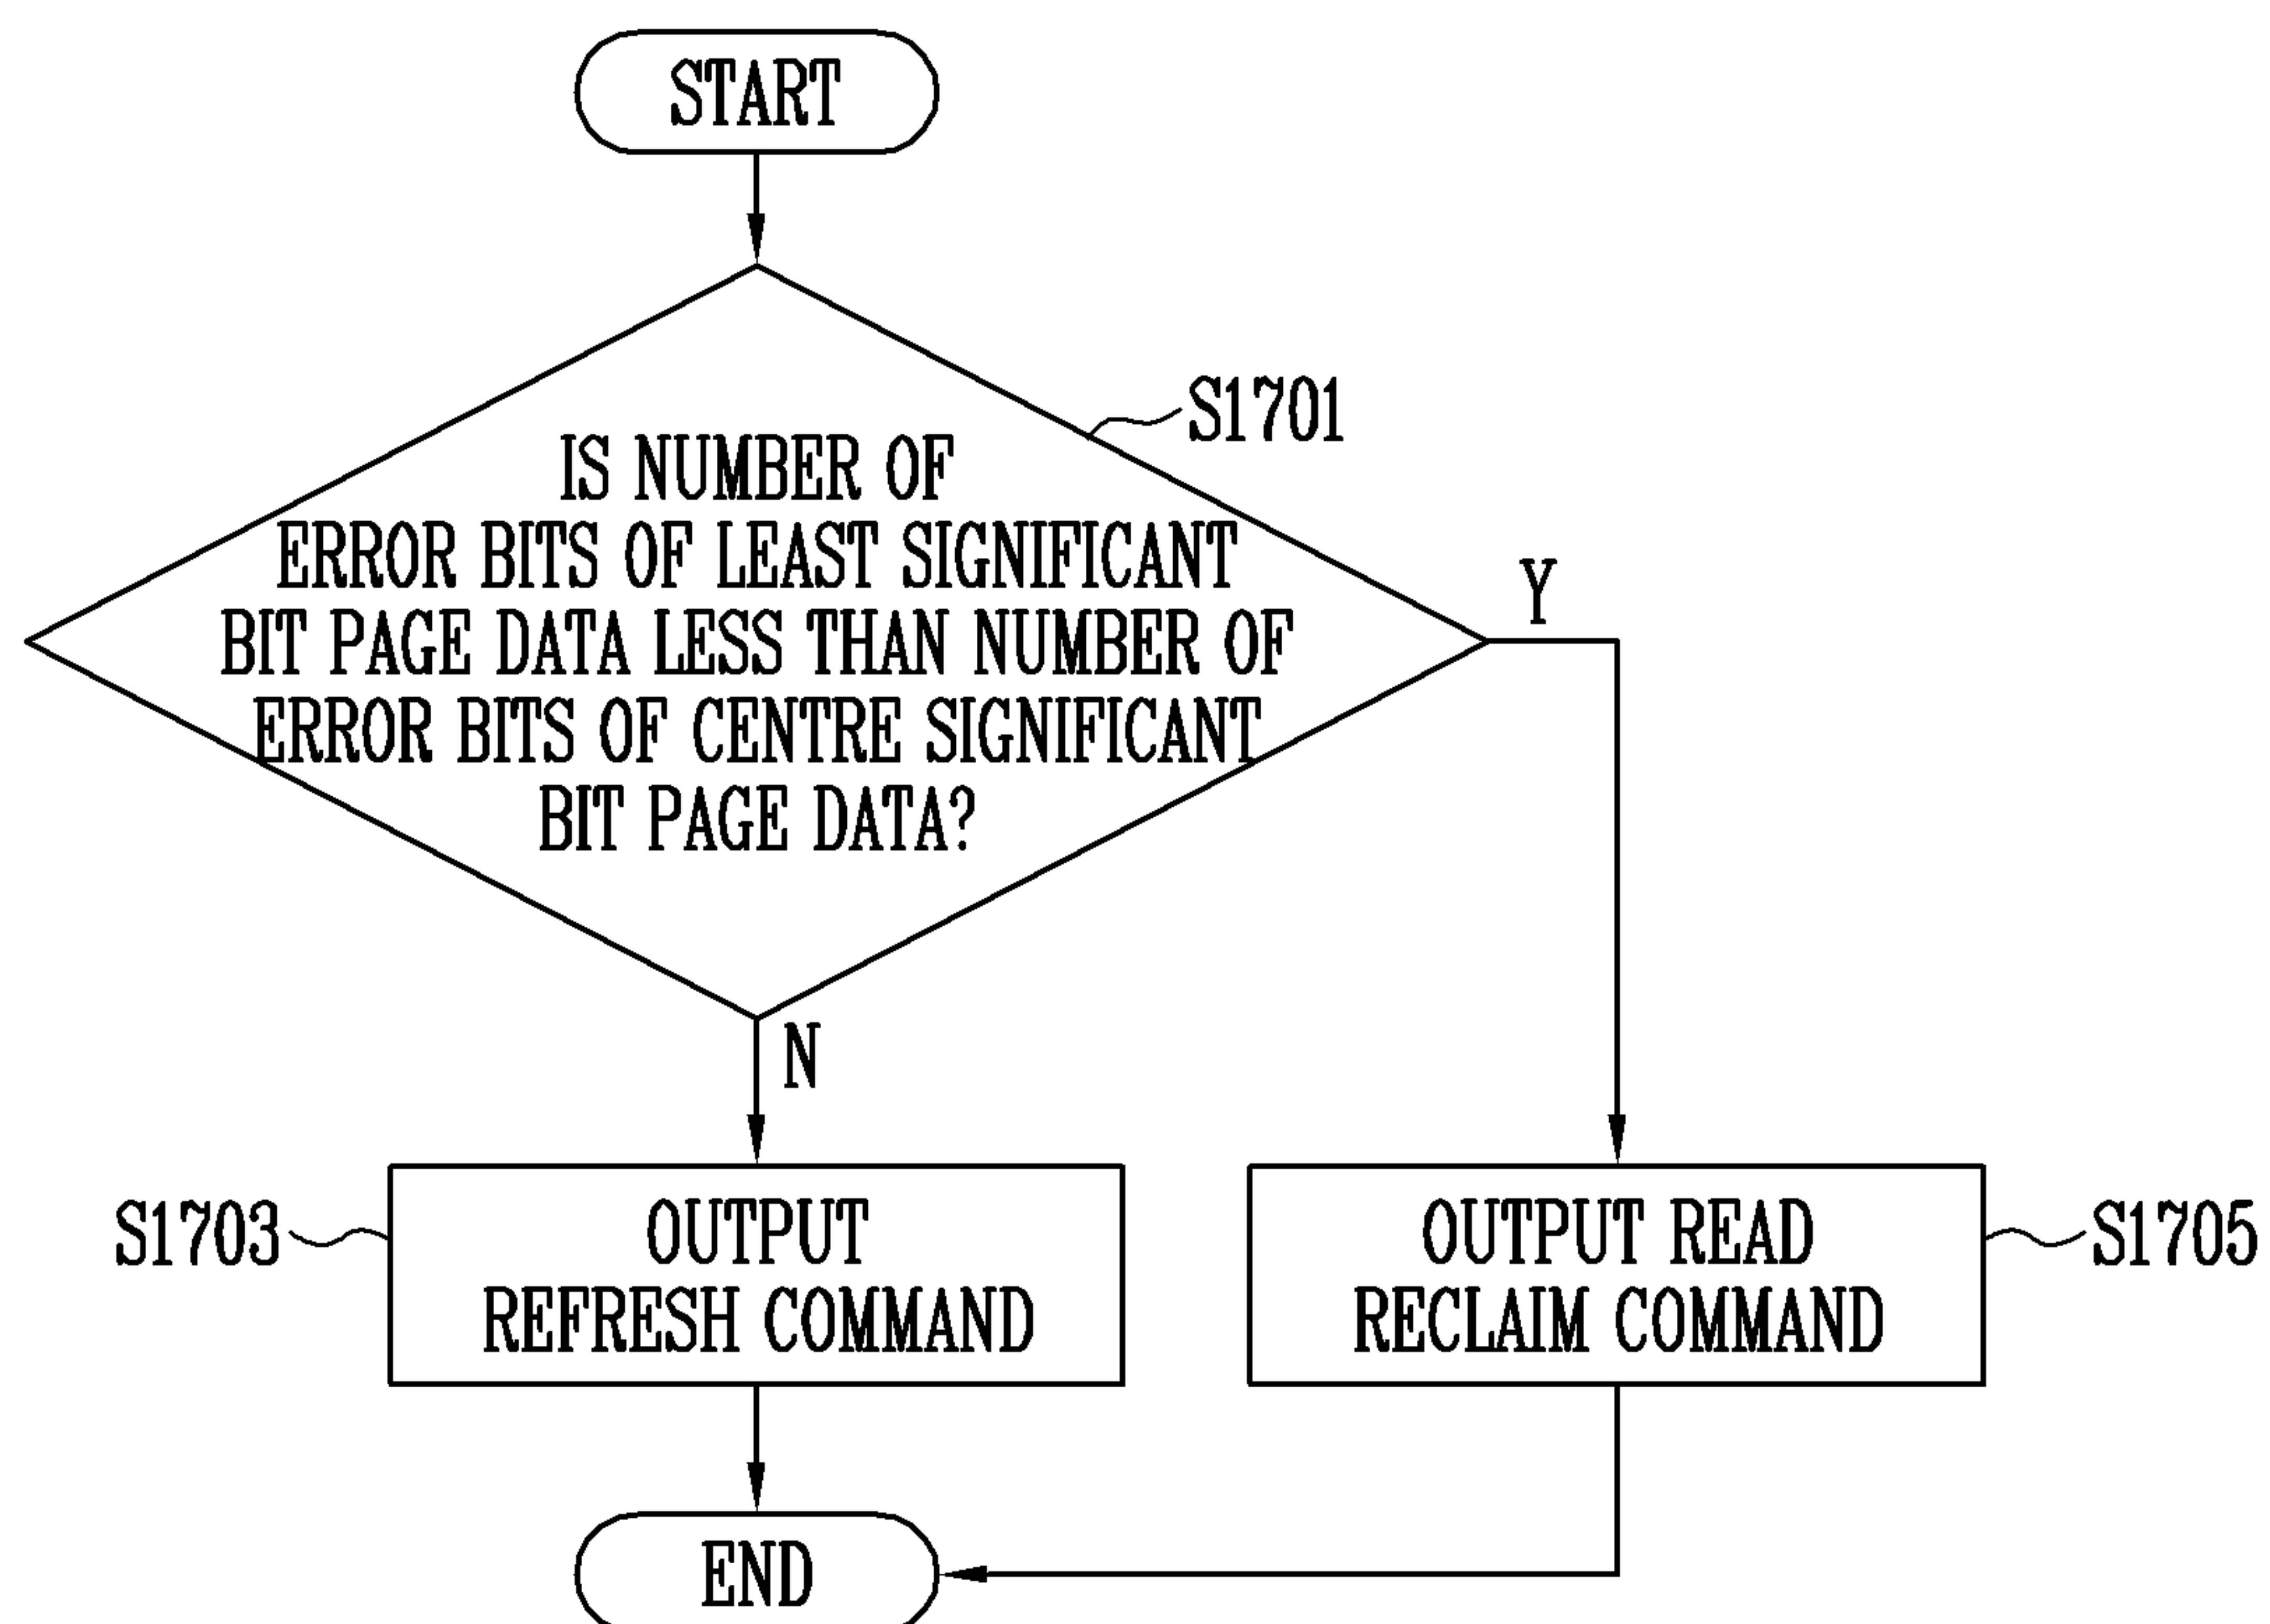 START
S1701
IS NUMBER OF
ERROR BITS OF LEAST SIGNIFICANT
BIT PAGE DATA LESS THAN NUMBER OF
ERROR BITS OF CENTRE SIGNIFICANT
BIT PAGE DATA?
Y
N
S1703
OUTPUT
REFRESH COMMAND
OUTPUT READ
RECLAIM COMMAND
S1705
END